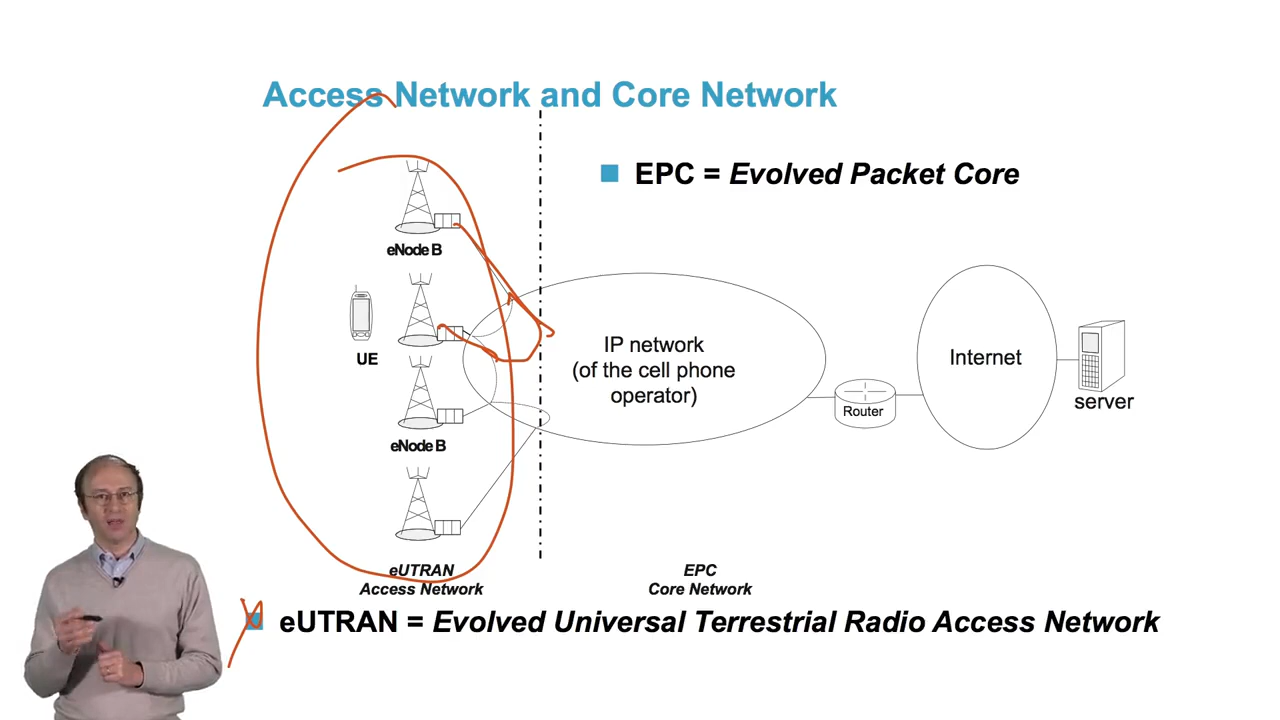 Access Network and Core Network
EPC = Evolved Packet Core
eNode B
UE
eNode B
IP network
(of the cell phone
operator)
Router
Internet
server
eUTRAN
Access Network
EPC
Core Network
eUTRAN = Evolved Universal Terrestrial Radio Access Network